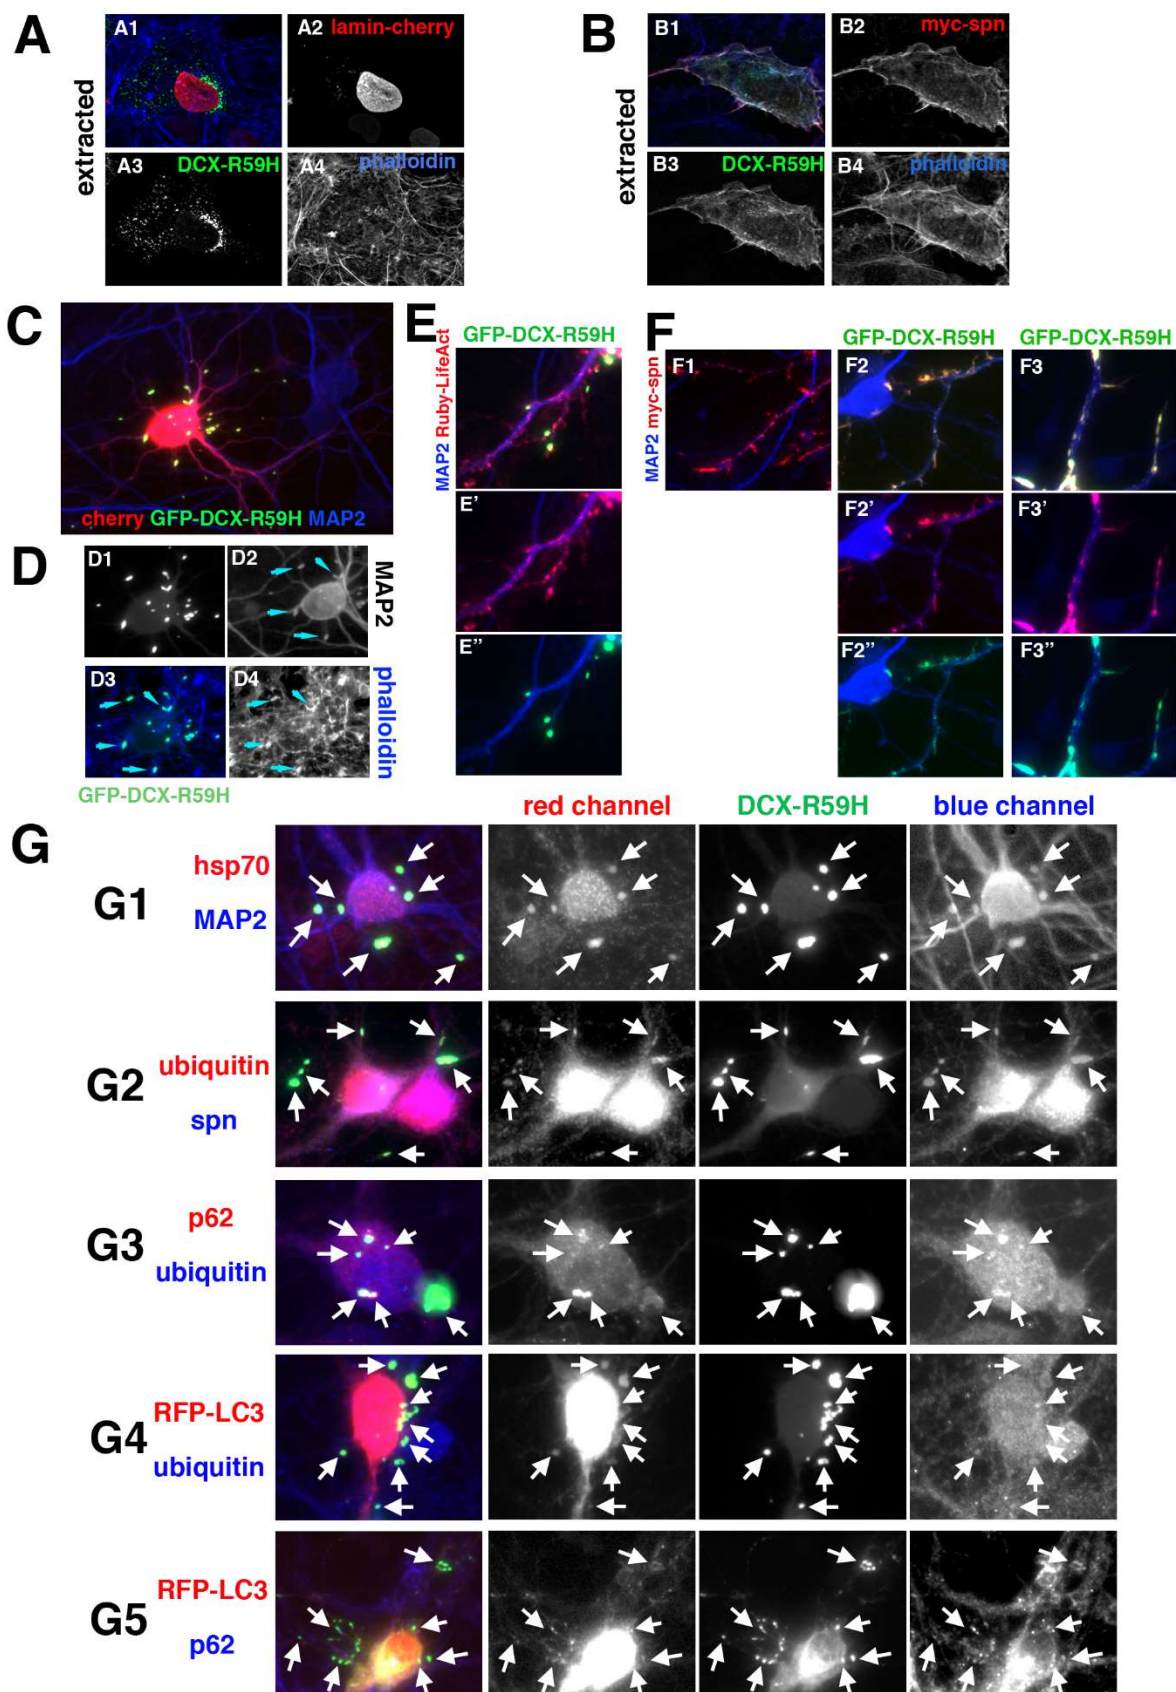 A
extracted
A1
A2 lamin-cherry
A3 DCX-R59H
A4 phalloidin
B
extracted
B1
B2 myc-spn
B3 DCX-R59H
B4 phalloidin
C
cherry GFP-DCX-R59H MAP2
D
D1
D2
MAP2
D3
D4
phalloidin
GFP-DCX-R59H
E
GFP-DCX-R59H
MAP2 Ruby-LifeAct
E'
E''
F
MAP2 myc-spn
F1
GFP-DCX-R59H
F2
F2'
F2''
GFP-DCX-R59H
F3
F3'
F3''
G
red channel DCX-R59H blue channel
G1
hsp70
MAP2
G2
ubiquitin
spn
G3
p62
ubiquitin
G4
RFP-LC3
ubiquitin
G5
RFP-LC3
p62